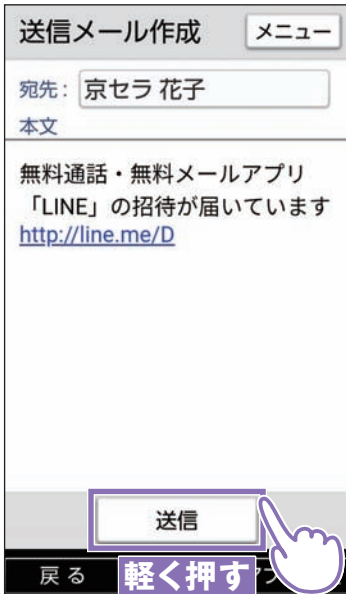 送信メール作成 メニュー
宛先: 京セラ 花子
本文
無料通話・無料メールアプリ
「LINE」の招待が届いています
http://line.me/D
送信
戻る
軽く押す